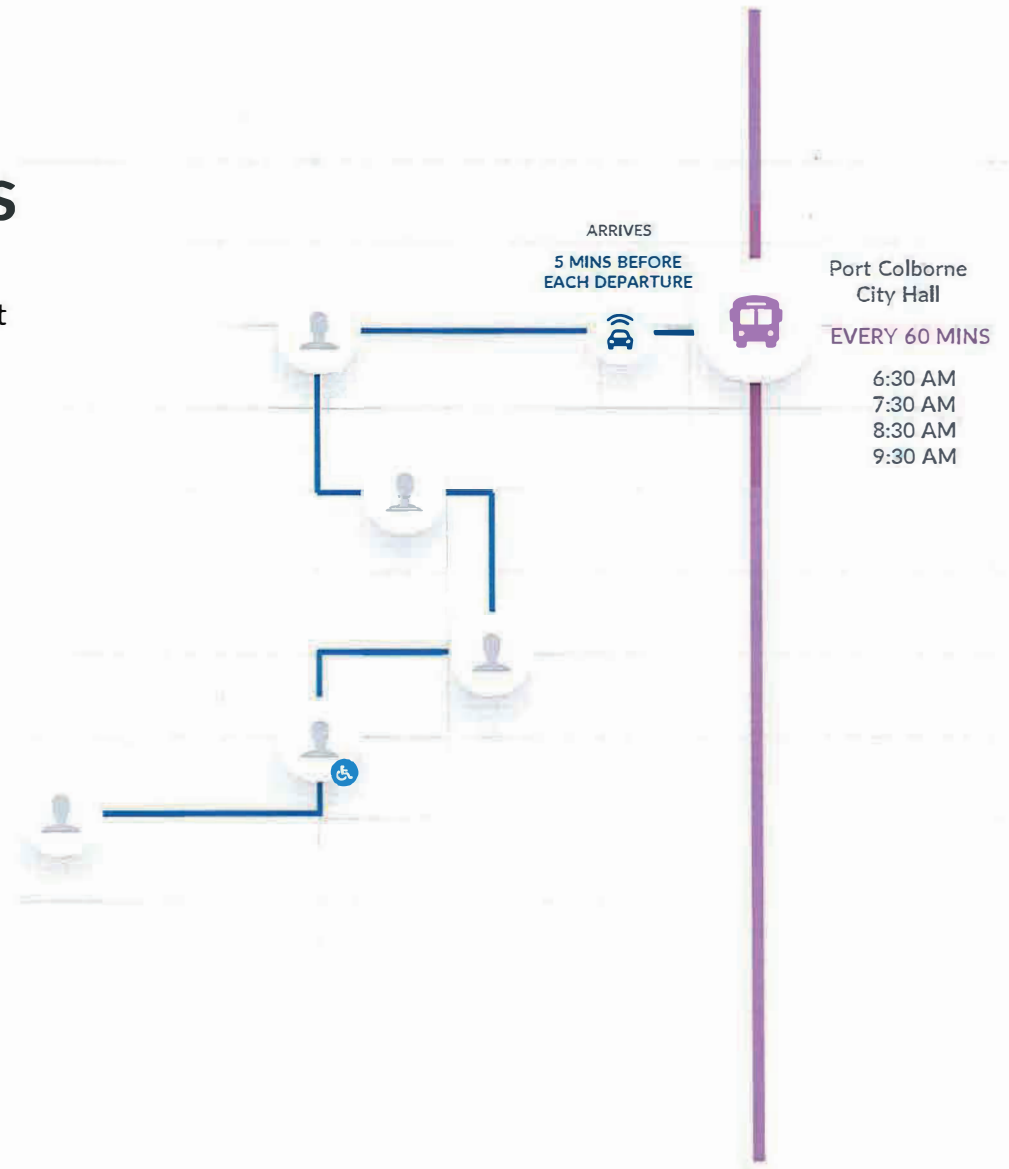 s
t
ARRIVES
5 MINS BEFORE
EACH DEPARTURE
Port Colborne
City Hall
EVERY 60 MINS
6:30 AM
7:30 AM
8:30 AM
9:30 AM